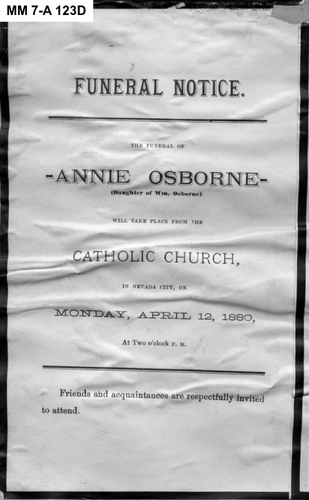 MM 7-A 123D
FUNERAL NOTICE.
THE FUNERAL OF
-ANNIE OSBORNE-
(Daughter of Wm. Osborne)
WILL TAKE PLACE FROM THE
CATHOLIC CHURCH,
IN NEVADA CITY, ON
MONDAY, APRIL 12, 1880,
At Two o'clock P. M.
Friends and acquaintances are respectfully invited
to attend.